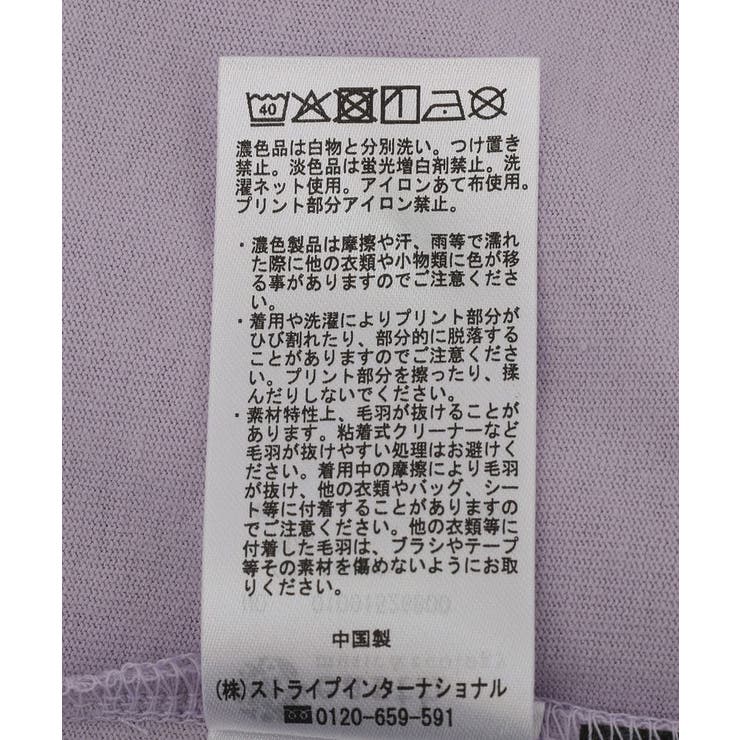 40
濃色品は白物と分別洗い。つけ置き
禁止。淡色品は蛍光増白剤禁止。洗
濯ネット使用。アイロンあて布使用。
プリント部分アイロン禁止。
・濃色製品は摩擦や汗、雨等で濡れ
た際に他の衣類や小物類に色が移
る事がありますのでご注意くださ
い。
・着用や洗濯によりプリント部分が
ひび割れたり、部分的に脱落する
ことがありますのでご注意くださ
い。プリント部分を擦ったり、揉
んだりしないでください。
・素材特性上、毛羽が抜けることが
あります。粘着式クリーナーなど
毛羽が抜けやすい処理はお避けく
ださい。着用中の摩擦により毛羽
が抜け、他の衣類やバッグ、シー
ト等に付着することがありますの
でご注意ください。他の衣類等に
付着した毛羽は、ブラシやテープ
等その素材を傷めないようにお取
りください。
中国製
(株)ストライプインターナショナル
0120-659-591